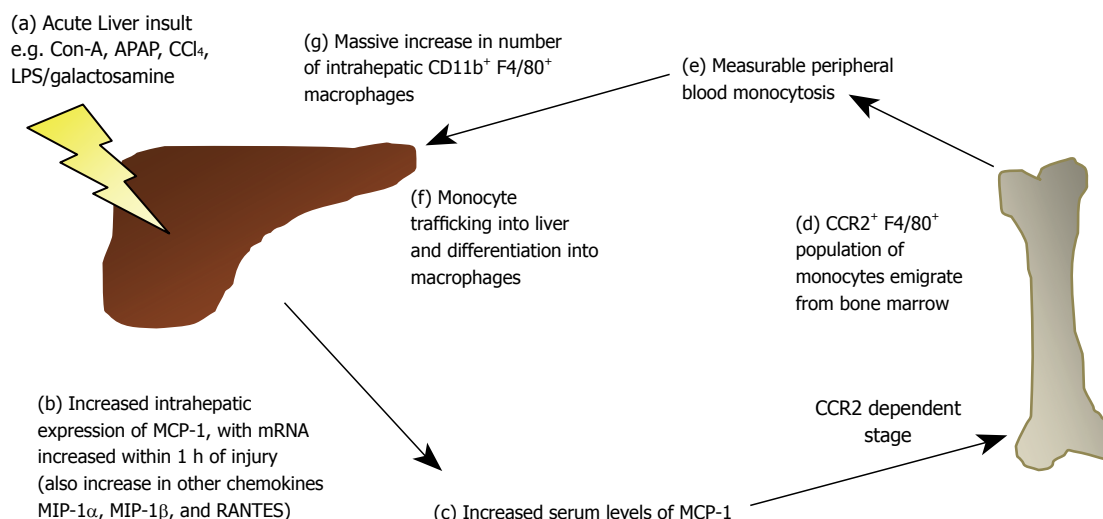 (a) Acute Liver insult
e.g. Con-A, APAP, CCl₄,
LPS/galactosamine
(g) Massive increase in number
of intrahepatic CD11b⁺ F4/80⁺
macrophages
(e) Measurable peripheral
blood monocytosis
(f) Monocyte
trafficking into liver
and differentiation into
macrophages
(d) CCR2⁺ F4/80⁺
population of
monocytes emigrate
from bone marrow
(b) Increased intrahepatic
expression of MCP-1, with mRNA
increased within 1 h of injury
(also increase in other chemokines
MIP-1α, MIP-1β, and RANTES)
CCR2 dependent
stage
(c) Increased serum levels of MCP-1